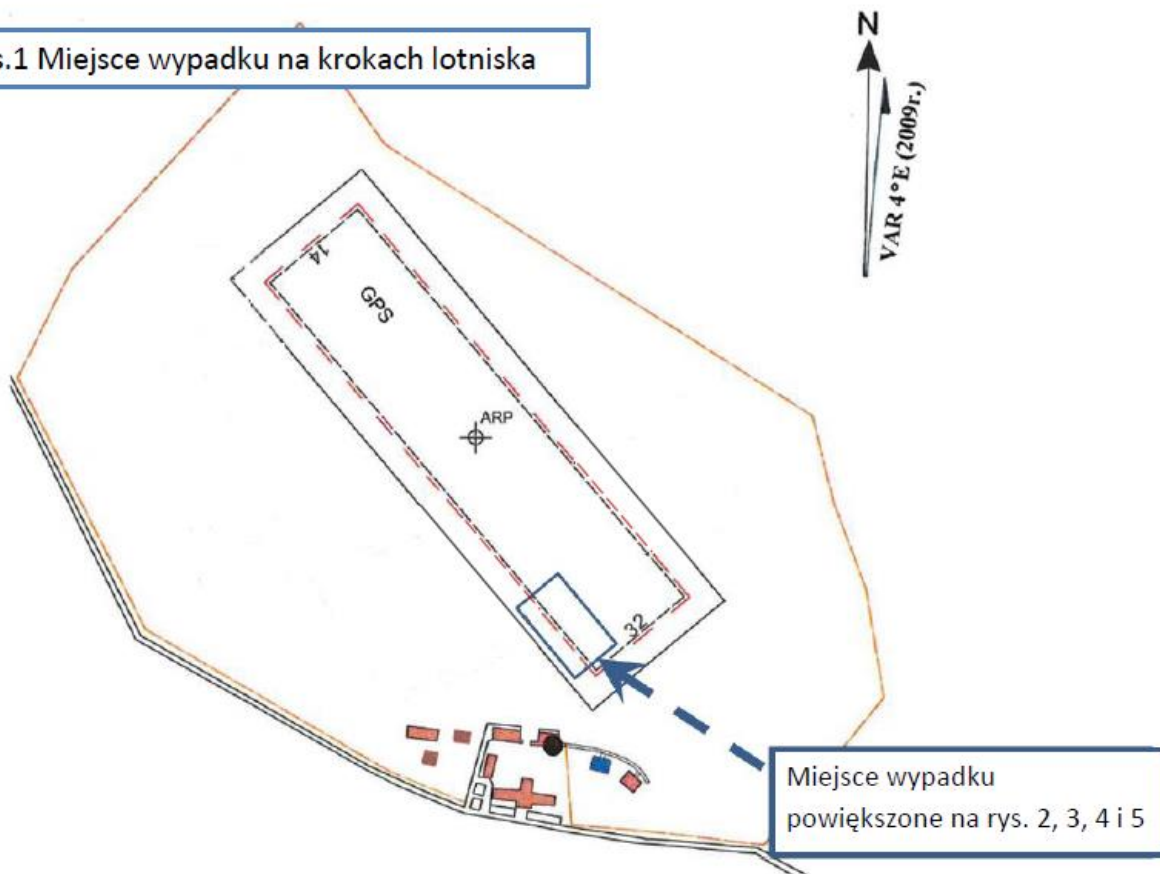 s.1 Miejsce wypadku na krokach lotniska
N
VAR 4°E (2009r.)
14
GPS
ARP
32
Miejsce wypadku
powiększone na rys. 2, 3, 4 i 5